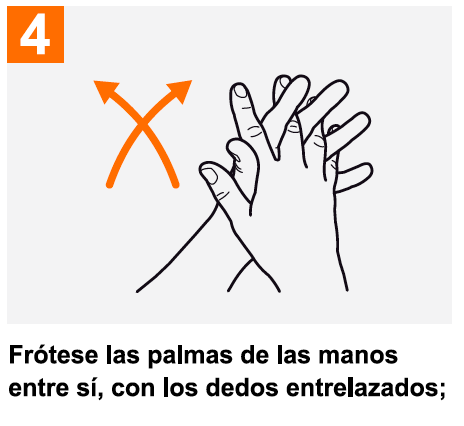 4
Frótese las palmas de las manos
entre sí, con los dedos entrelazados;